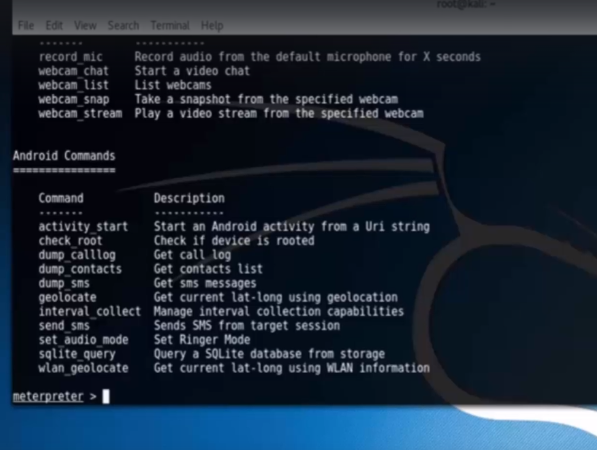 root@kali: ~
File Edit View Search Terminal Help
------- -----------
record_mic Record audio from the default microphone for X seconds
webcam_chat Start a video chat
webcam_list List webcams
webcam_snap Take a snapshot from the specified webcam
webcam_stream Play a video stream from the specified webcam
Android Commands
================
Command Description
------- -----------
activity_start Start an Android activity from a Uri string
check_root Check if device is rooted
dump_calllog Get call log
dump_contacts Get contacts list
dump_sms Get sms messages
geolocate Get current lat-long using geolocation
interval_collect Manage interval collection capabilities
send_sms Sends SMS from target session
set_audio_mode Set Ringer Mode
sqlite_query Query a SQLite database from storage
wlan_geolocate Get current lat-long using WLAN information
meterpreter >